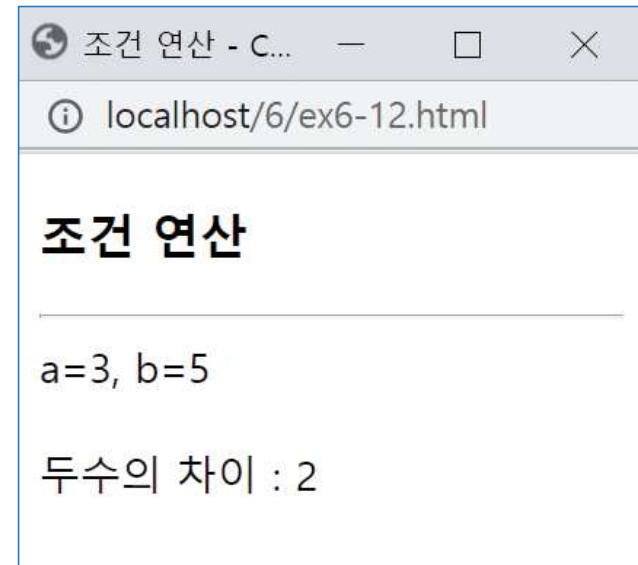 조건 연산 - C...
localhost/6/ex6-12.html
조건 연산
a=3, b=5
두수의 차이 : 2